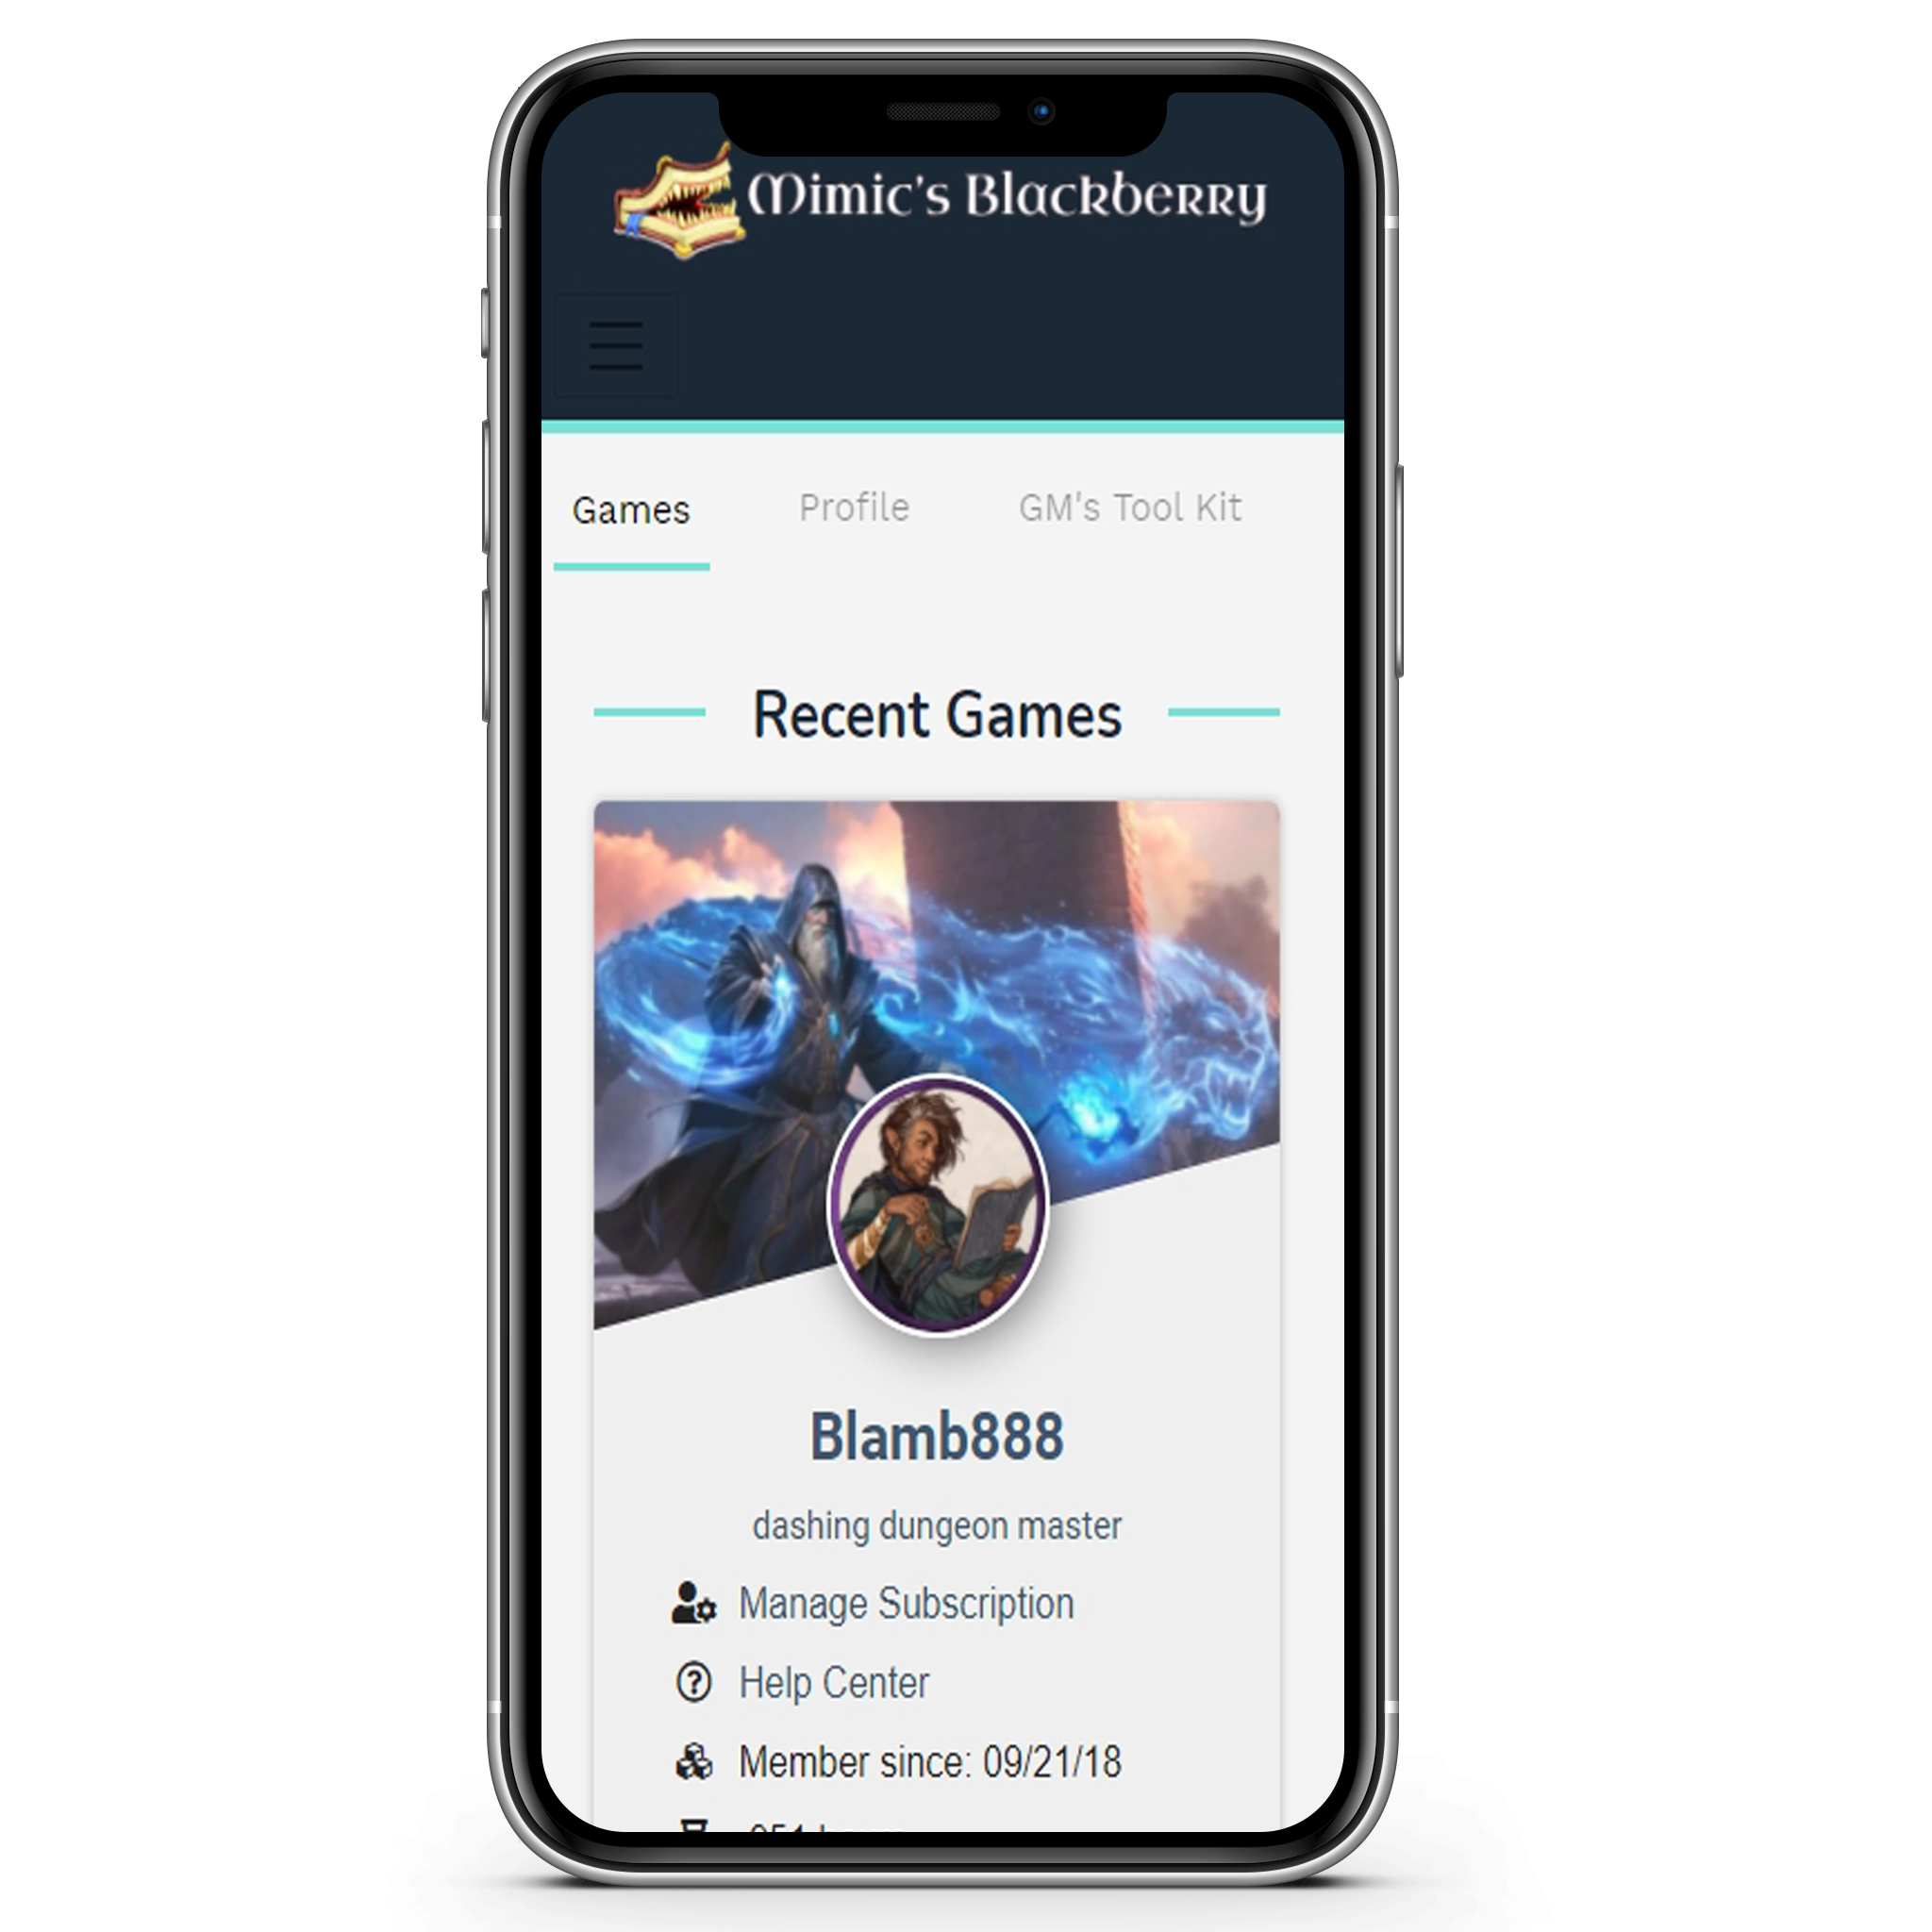 Mimic's Blackberry
Games Profile GM's Tool Kit
Recent Games
Blamb888
dashing dungeon master
Manage Subscription
Help Center
Member since: 09/21/18